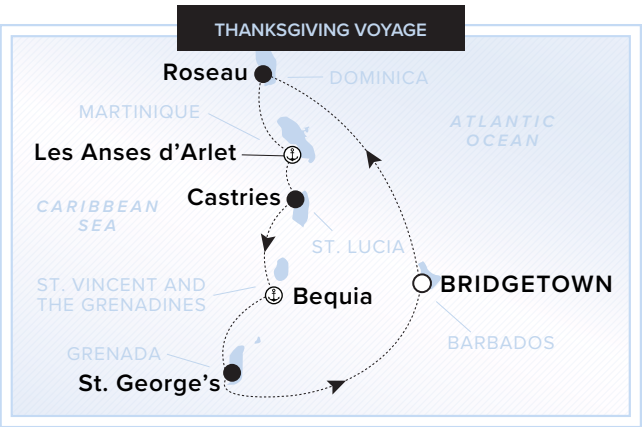 THANKSGIVING VOYAGE
Roseau
DOMINICA
MARTINIQUE
ATLANTIC
OCEAN
Les Anses d’Arlet
Castries
CARIBBEAN
SEA
ST. LUCIA
ST. VINCENT AND
THE GRENADINES
Bequia
BRIDGETOWN
BARBADOS
GRENADA
St. George’s